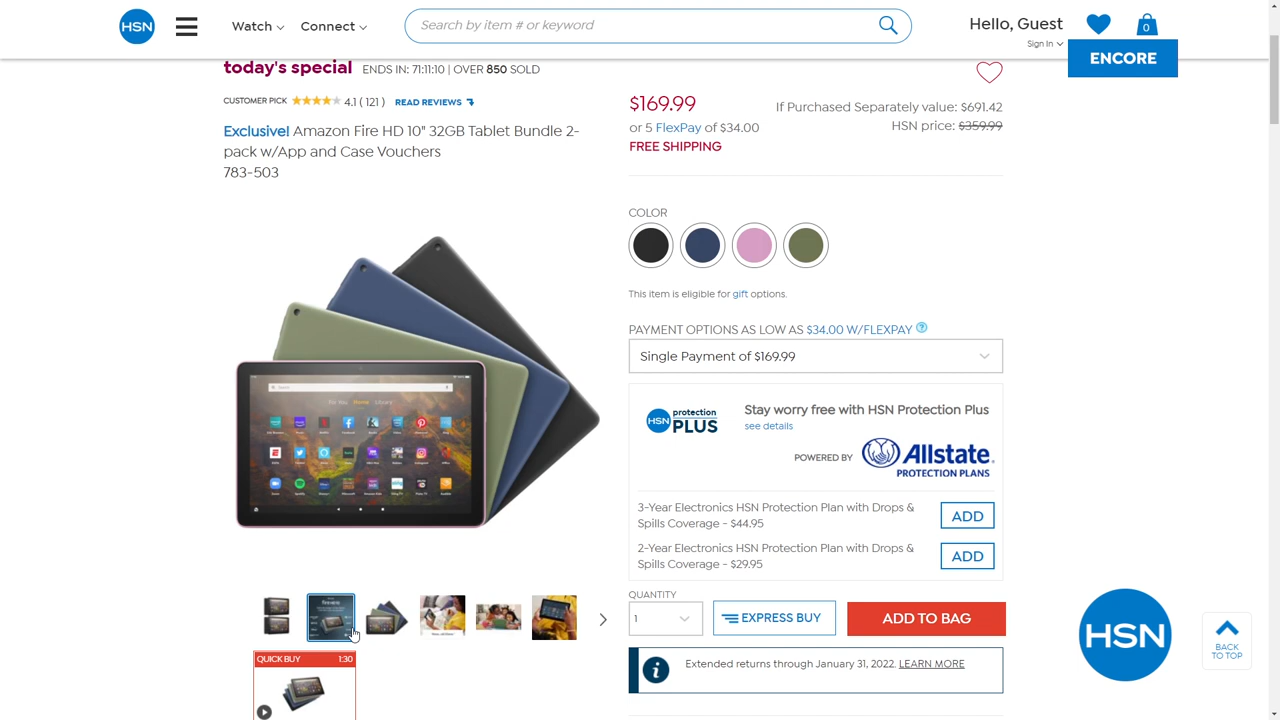 HSN
Watch
Connect
Search by item # or keyword
Hello, Guest
Sign In
0
ENCORE
today's special ENDS IN: 71:11:10 | OVER 850 SOLD
CUSTOMER PICK 4.1 ( 121 ) READ REVIEWS
Exclusive! Amazon Fire HD 10" 32GB Tablet Bundle 2-
pack w/App and Case Vouchers
783-503
$169.99
or 5 FlexPay of $34.00
FREE SHIPPING
If Purchased Separately value: $691.42
HSN price: $359.99
COLOR
This item is eligible for gift options.
PAYMENT OPTIONS AS LOW AS $34.00 W/FLEXPAY ?
Single Payment of $169.99
HSN protection PLUS
Stay worry free with HSN Protection Plus
see details
POWERED BY Allstate
PROTECTION PLANS
3-Year Electronics HSN Protection Plan with Drops &
Spills Coverage - $44.95
ADD
2-Year Electronics HSN Protection Plan with Drops &
Spills Coverage - $29.95
ADD
QUANTITY
1
EXPRESS BUY
ADD TO BAG
Extended returns through January 31, 2022. LEARN MORE
For You Home Library
QUICK BUY 1:30
HSN
BACK
TO TOP